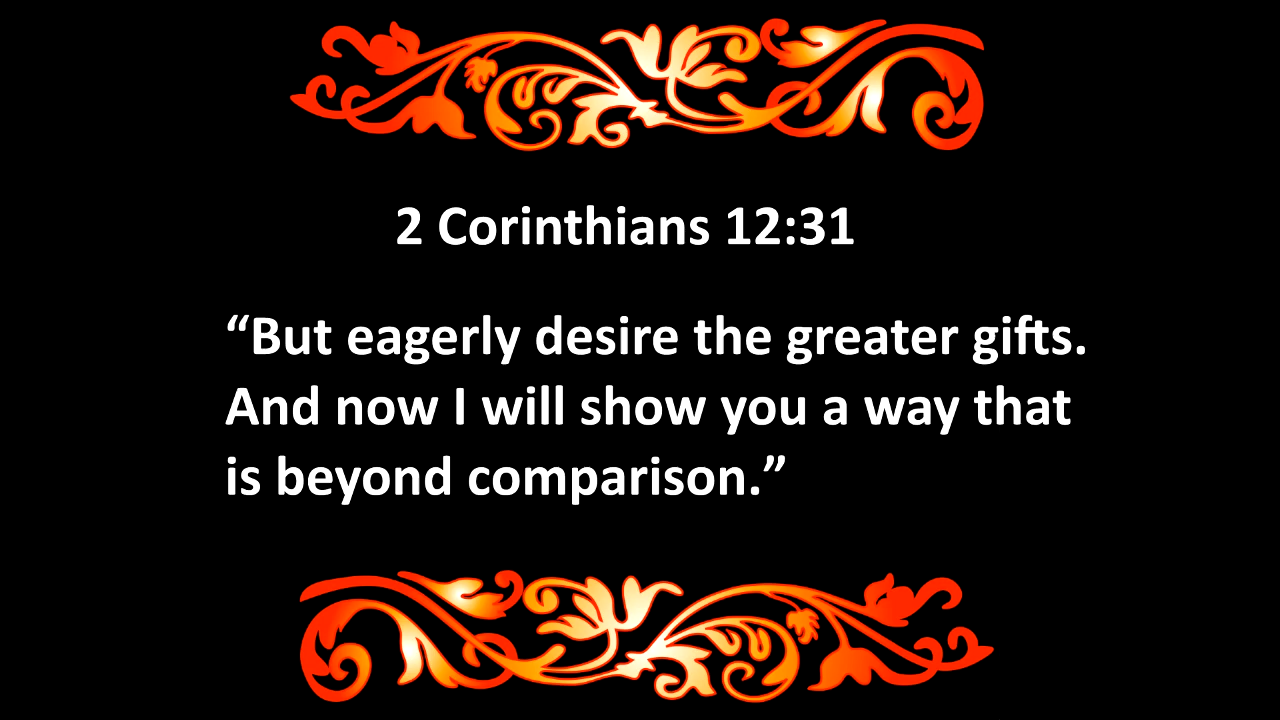 2 Corinthians 12:31
“But eagerly desire the greater gifts.
And now I will show you a way that
is beyond comparison.”